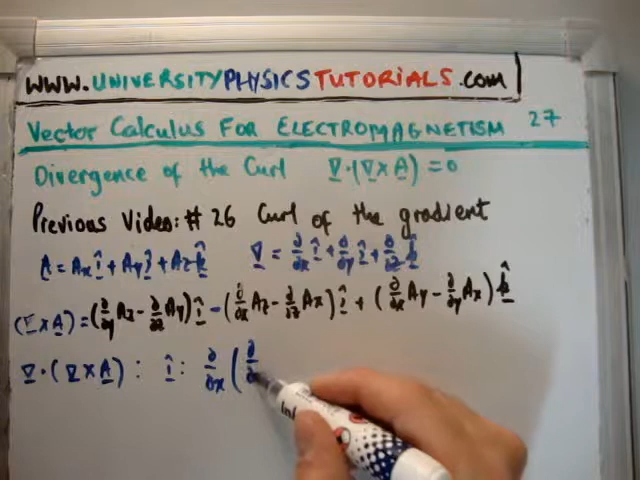 WWW.UNIVERSITYPHYSICSTUTORIALS.COM
Vector Calculus FOR ELECTROMAGNETISM 27
Divergence of the Curl ∇·(∇×A)=0
Previous Video: # 26 Curl of the gradient
A = Ax î + Ay ĵ + Az k̂ ∇ = ∂/∂x î + ∂/∂y ĵ + ∂/∂z k̂
(∇×A) = (∂/∂y Az - ∂/∂z Ay) î - (∂/∂x Az - ∂/∂z Ax) ĵ + (∂/∂x Ay - ∂/∂y Ax) k̂
∇·(∇×A) : î : ∂/∂x (∂